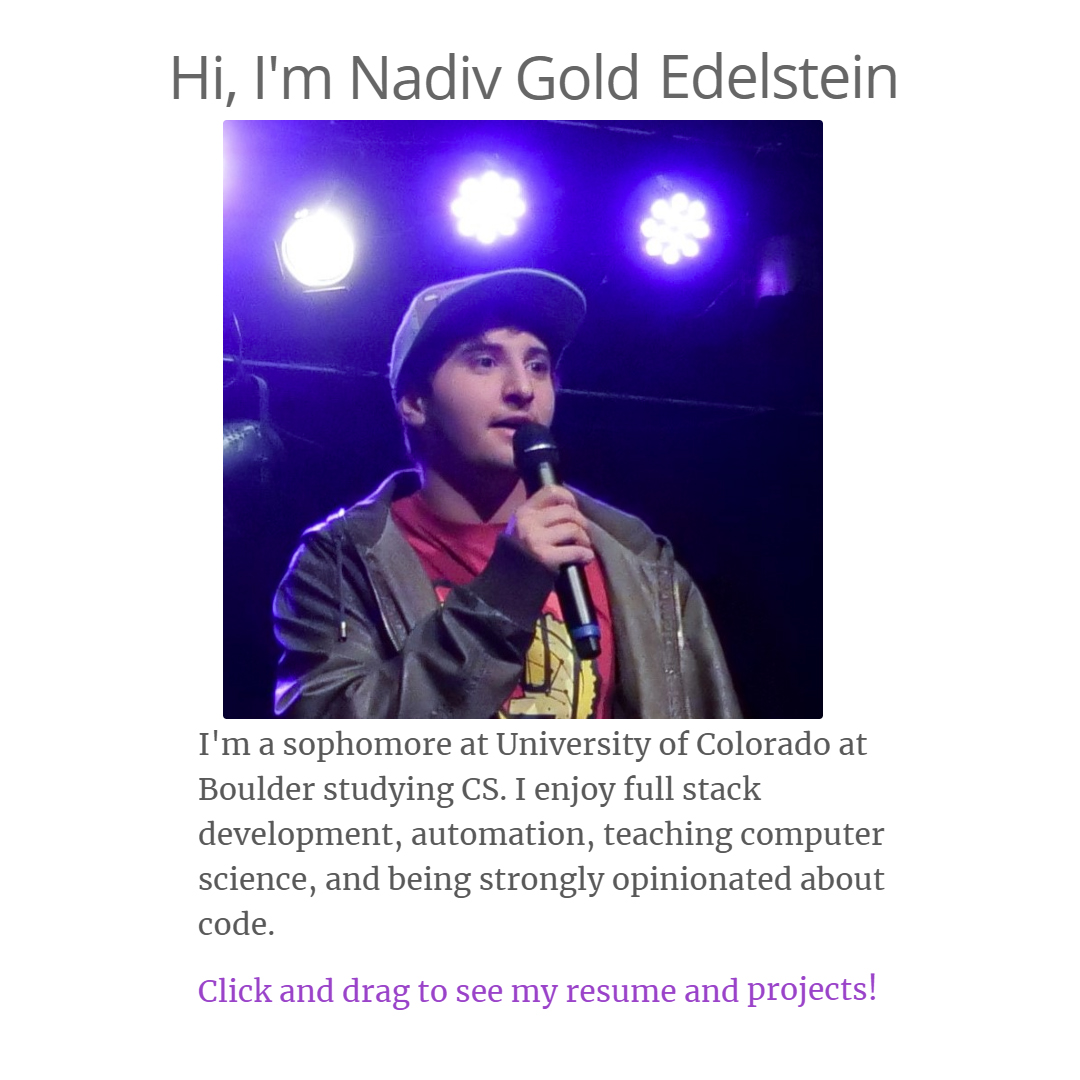 Hi, I'm Nadiv Gold Edelstein
I'm a sophomore at University of Colorado at
Boulder studying CS. I enjoy full stack
development, automation, teaching computer
science, and being strongly opinionated about
code.
Click and drag to see my resume and projects!